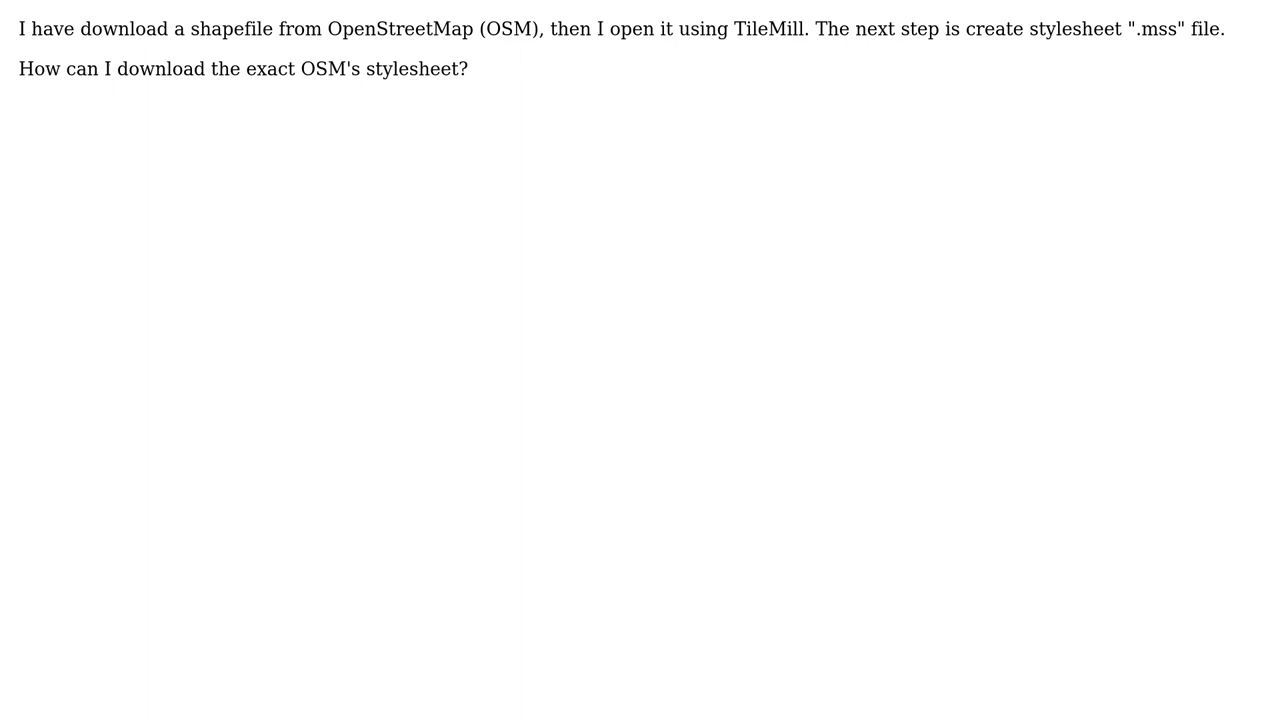 I have download a shapefile from OpenStreetMap (OSM), then I open it using TileMill. The next step is create stylesheet ".mss" file.
How can I download the exact OSM's stylesheet?